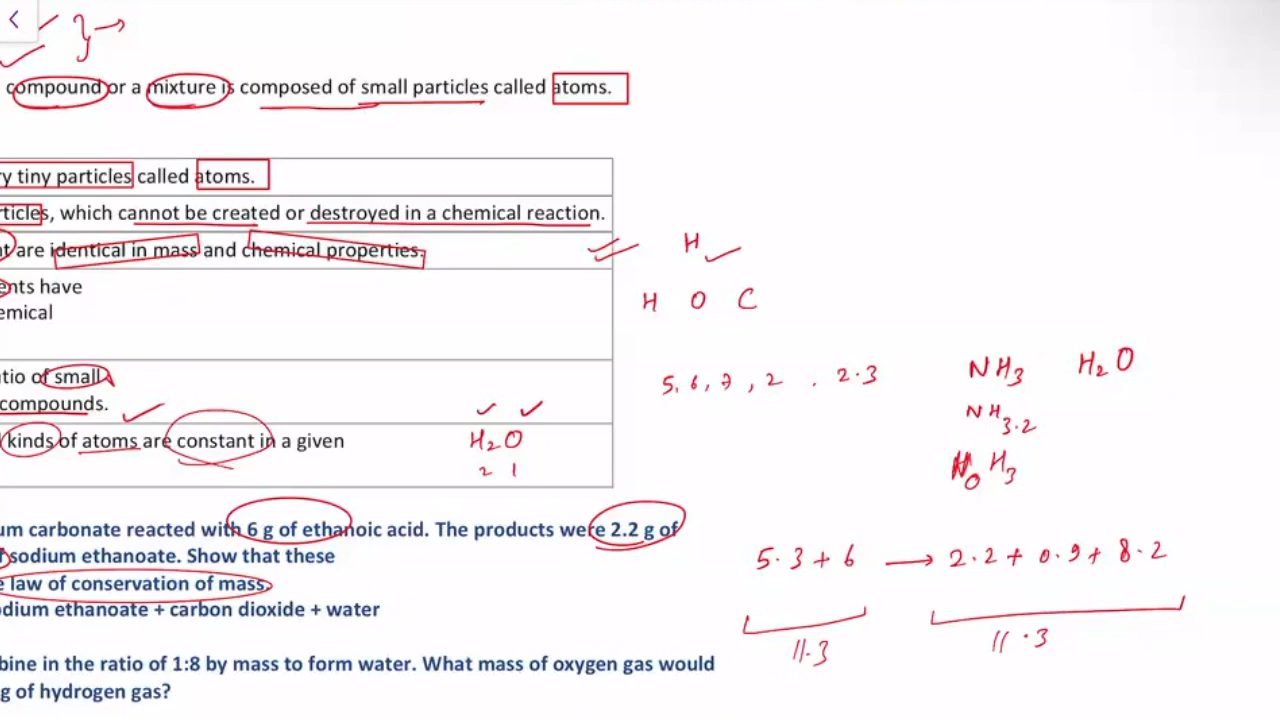 compound or a mixture is composed of small particles called atoms.
ry tiny particles called atoms.
rticles, which cannot be created or destroyed in a chemical reaction.
nt are identical in mass and chemical properties.
H
ents have
H O C
emical
NH3 H2O
tio of small
5, 6, 7, 2 , 2.3
compounds.
NH3.2
kinds of atoms are constant in a given
H2O
2 1
N0 H3
um carbonate reacted with 6 g of ethanoic acid. The products were 2.2 g of
f sodium ethanoate. Show that these
5.3 + 6 → 2.2 + 0.9 + 8.2
e law of conservation of mass.
odium ethanoate + carbon dioxide + water
11.3 11.3
bine in the ratio of 1:8 by mass to form water. What mass of oxygen gas would
g of hydrogen gas?